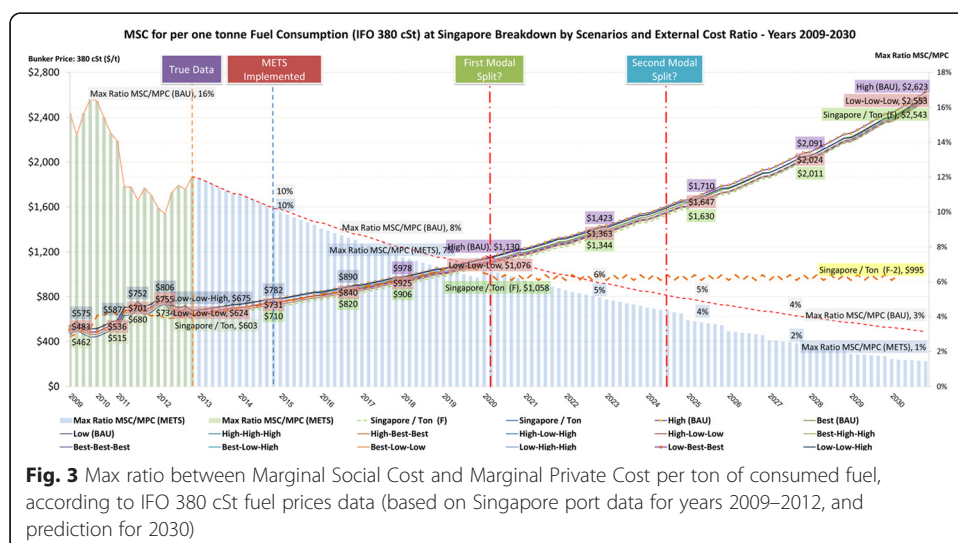 MSC for per one tonne Fuel Consumption (IFO 380 cSt) at Singapore Breakdown by Scenarios and External Cost Ratio - Years 2009-2030
Bunker Price: 380 cSt ($/t)
Max Ratio MSC/MPC
True Data
METS Implemented
First Modal Split?
Second Modal Split?
$2,800
$2,400
$2,000
$1,600
$1,200
$800
$400
$0
18%
16%
14%
12%
10%
8%
6%
4%
2%
0%
Max Ratio MSC/MPC (BAU), 16%
High (BAU), $2,623
Low-Low-Low, $2,553
Singapore / Ton (F) $2,543
$2,091
$2,024
$2,011
$1,710
$1,647
$1,630
$1,423
$1,363
$1,344
10%
10%
Max Ratio MSC/MPC (BAU), 8%
Max Ratio MSC/MPC (METS), 7%
High (BAU), $1,130
Low-Low-Low, $1,076
Singapore / Ton (F) $1,058
Singapore / Ton (F-2) $995
$978
$925
$906
$890
$840
$820
$782
$731
$710
$806
$755
$752
$701
$680
Low-Low-High, $675
Low-Low-Low, $624
Singapore / Ton, $603
$587
$536
$515
$575
$483
$462
6%
5%
5%
4%
4%
2%
Max Ratio MSC/MPC (BAU), 3%
Max Ratio MSC/MPC (METS), 1%
2009 2010 2011 2012 2013 2014 2015 2016 2017 2018 2019 2020 2021 2022 2023 2024 2025 2026 2027 2028 2029 2030
Max Ratio MSC/MPC (METS) Max Ratio MSC/MPC (METS) Singapore / Ton (F) Singapore / Ton High (BAU) Best (BAU)
Low (BAU) High-High-High High-Best-Best High-Low-High High-Low-Low Best-High-High
Best-Best-Best Best-Low-High Best-Low-Low Low-High-High Low-Best-Best Low-Low-High
Fig. 3 Max ratio between Marginal Social Cost and Marginal Private Cost per ton of consumed fuel,
according to IFO 380 cSt fuel prices data (based on Singapore port data for years 2009–2012, and
prediction for 2030)